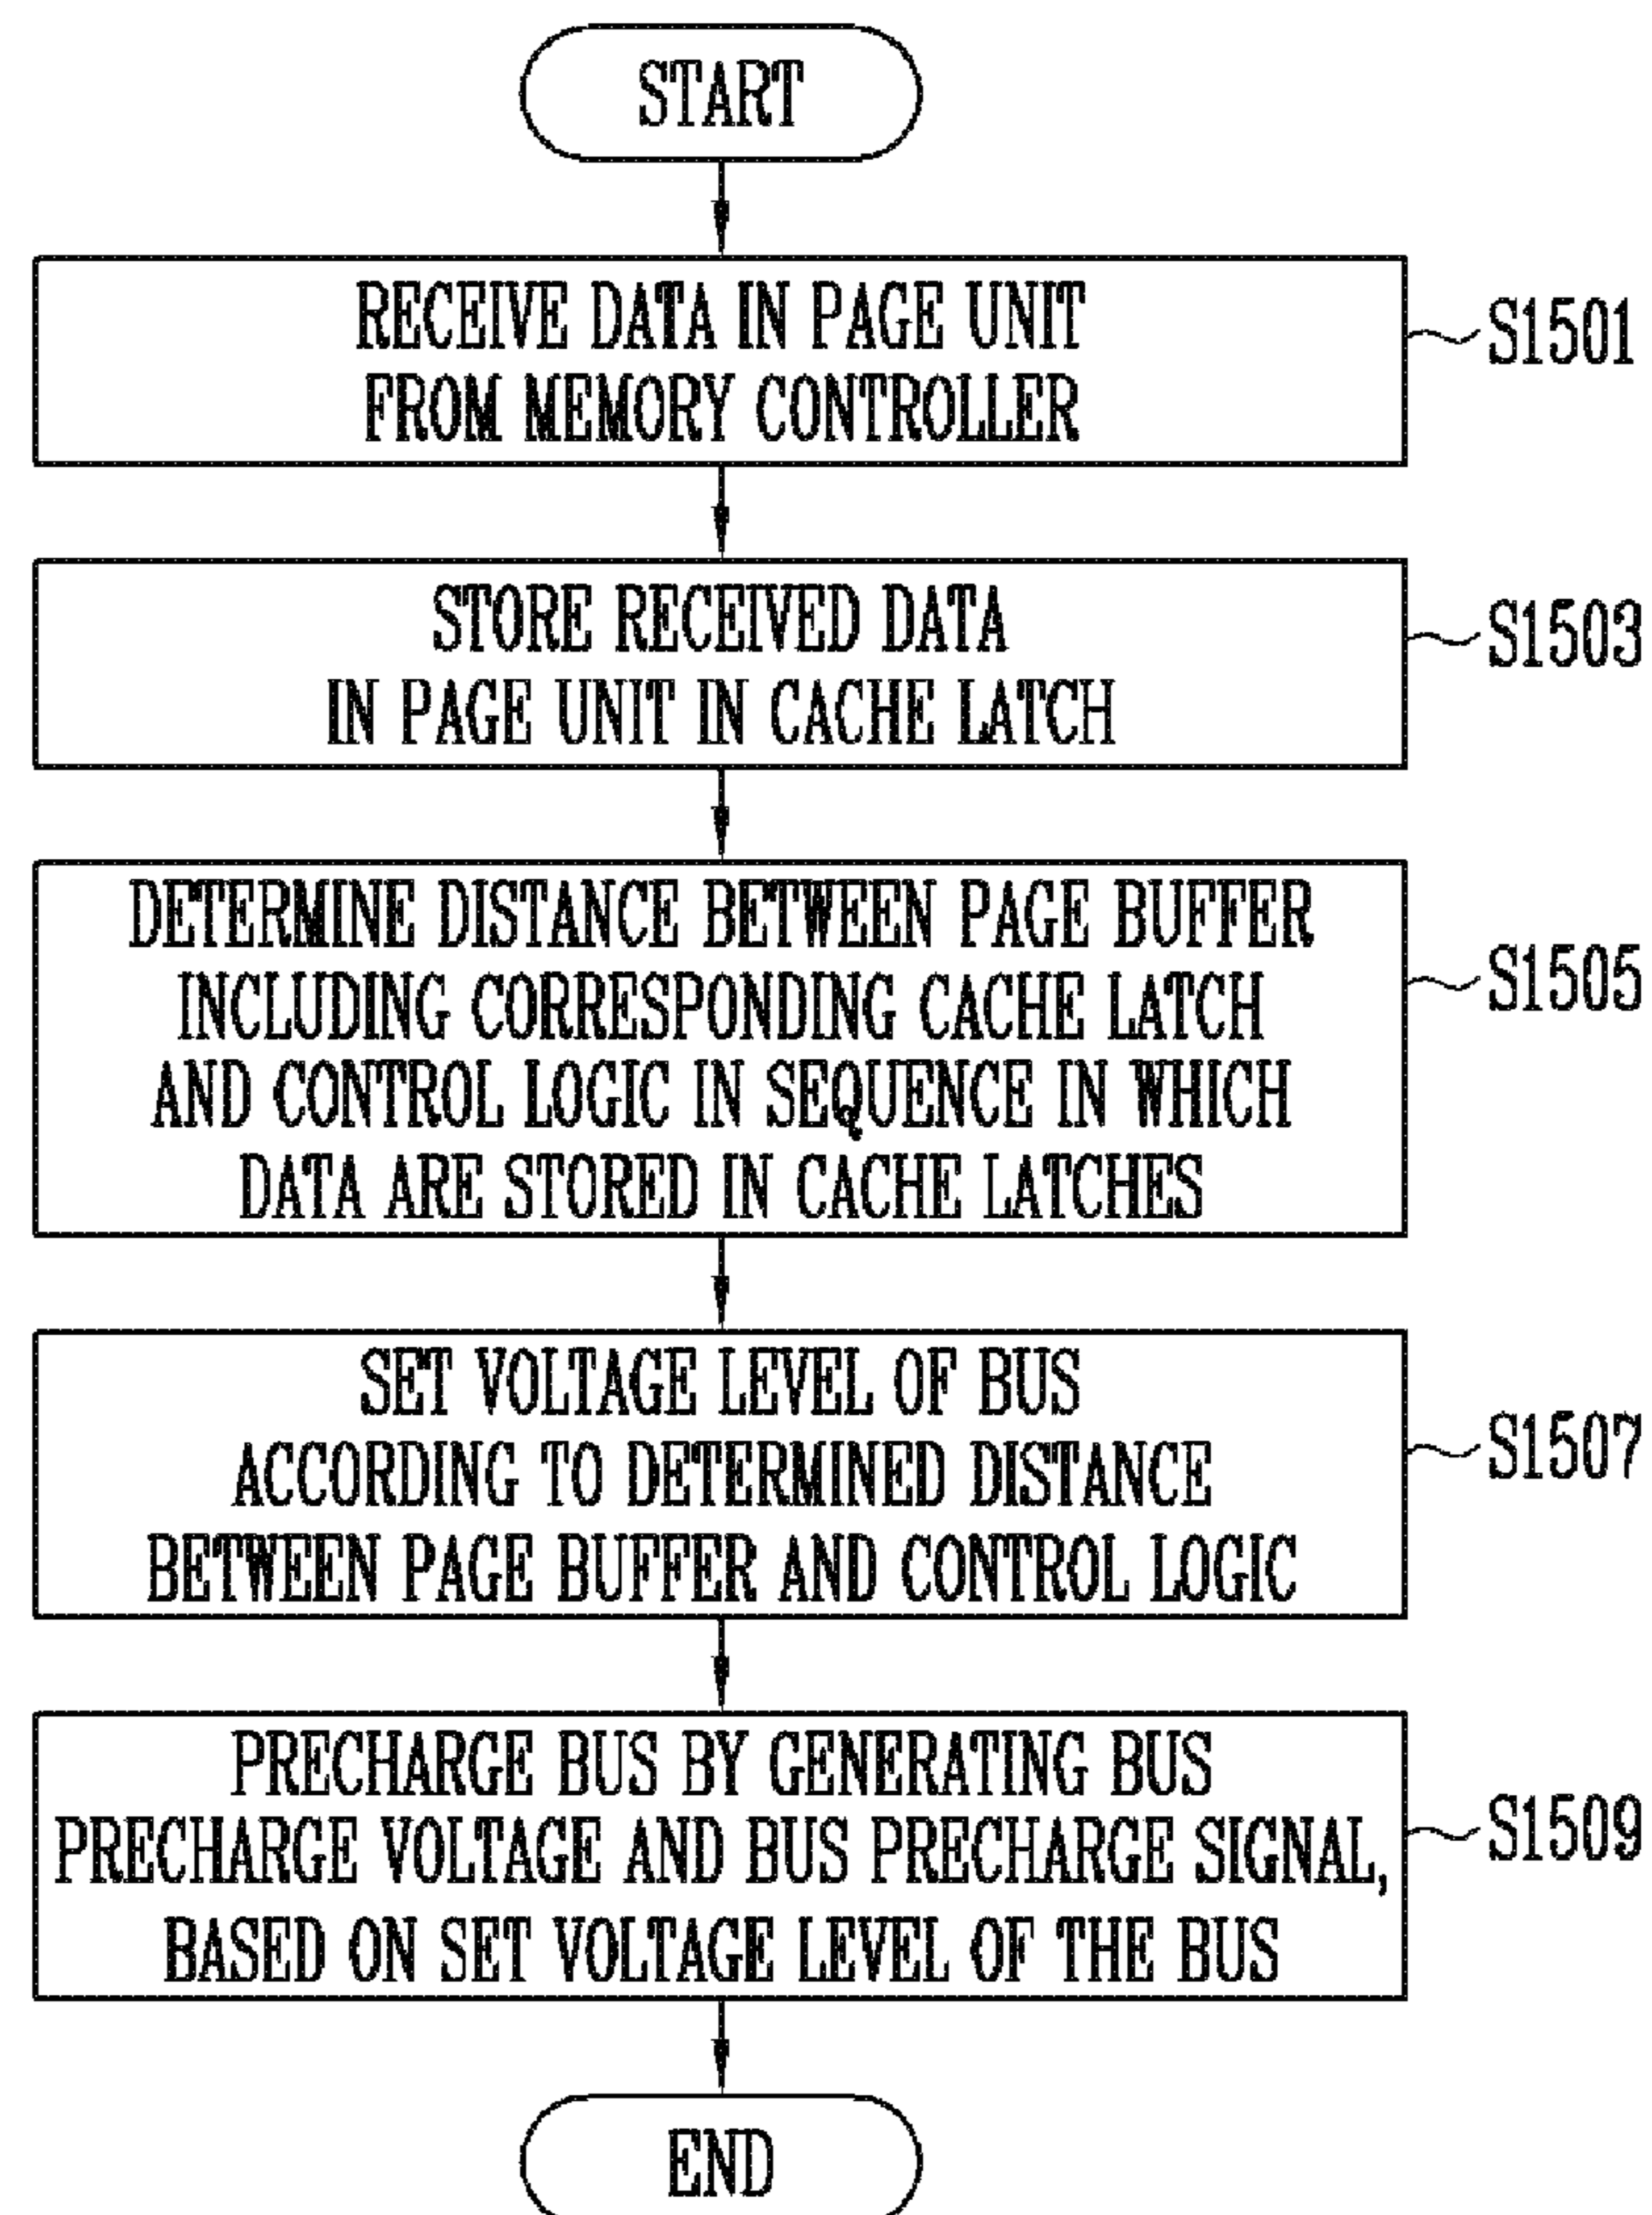 START
RECEIVE DATA IN PAGE UNIT
FROM MEMORY CONTROLLER
S1501
STORE RECEIVED DATA
IN PAGE UNIT IN CACHE LATCH
S1503
DETERMINE DISTANCE BETWEEN PAGE BUFFER
INCLUDING CORRESPONDING CACHE LATCH
AND CONTROL LOGIC IN SEQUENCE IN WHICH
DATA ARE STORED IN CACHE LATCHES
S1505
SET VOLTAGE LEVEL OF BUS
ACCORDING TO DETERMINED DISTANCE
BETWEEN PAGE BUFFER AND CONTROL LOGIC
S1507
PRECHARGE BUS BY GENERATING BUS
PRECHARGE VOLTAGE AND BUS PRECHARGE SIGNAL,
BASED ON SET VOLTAGE LEVEL OF THE BUS
S1509
END